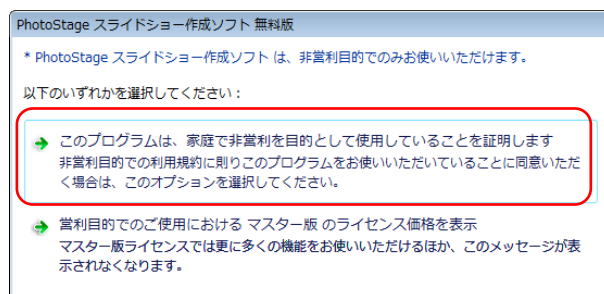 PhotoStage スライドショー作成ソフト 無料版
* PhotoStage スライドショー作成ソフト は、非営利目的でのみお使いいただけます。
以下のいずれかを選択してください：
このプログラムは、家庭で非営利を目的として使用していることを証明します
非営利目的での利用規約に則りこのプログラムをお使いいただいていることに同意いただ
く場合は、このオプションを選択してください。
営利目的でのご使用における マスター版 のライセンス価格を表示
マスター版ライセンスでは更に多くの機能をお使いいただけるほか、このメッセージが表
示されなくなります。